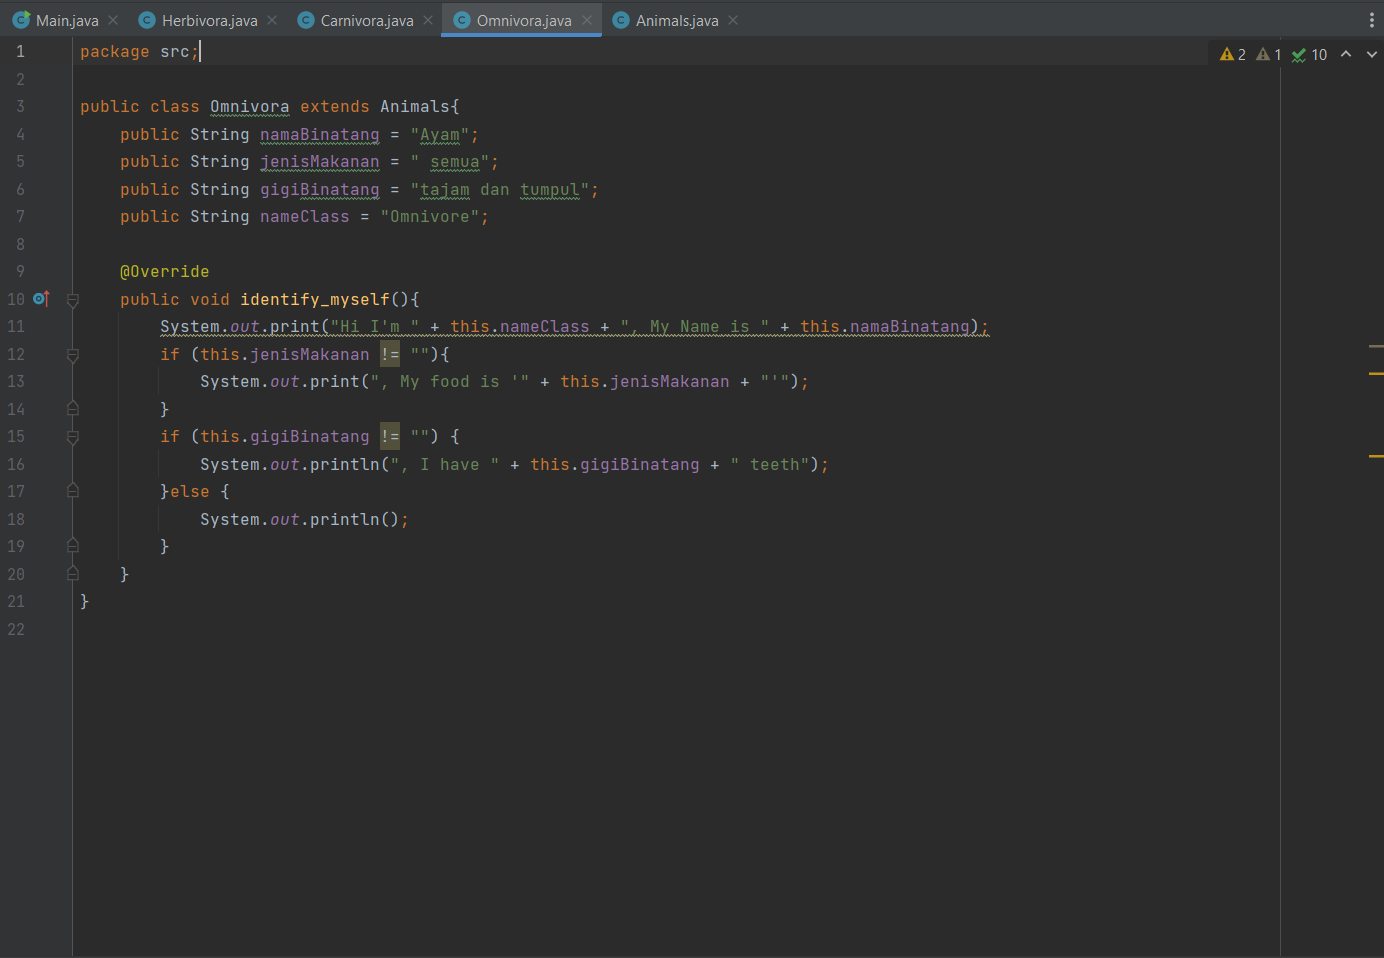 Main.java Herbivora.java Carnivora.java Omnivora.java Animals.java
1 package src; 2 1 10
2
3 public class Omnivora extends Animals{
4 public String namaBinatang = "Ayam";
5 public String jenisMakanan = " semua";
6 public String gigiBinatang = "tajam dan tumpul";
7 public String nameClass = "Omnivore";
8
9 @Override
10 public void identify_myself(){
11 System.out.print("Hi I'm " + this.nameClass + ", My Name is " + this.namaBinatang);
12 if (this.jenisMakanan != ""){
13 System.out.print(", My food is '" + this.jenisMakanan + "'");
14 }
15 if (this.gigiBinatang != "") {
16 System.out.println(", I have " + this.gigiBinatang + " teeth");
17 }else {
18 System.out.println();
19 }
20 }
21 }
22